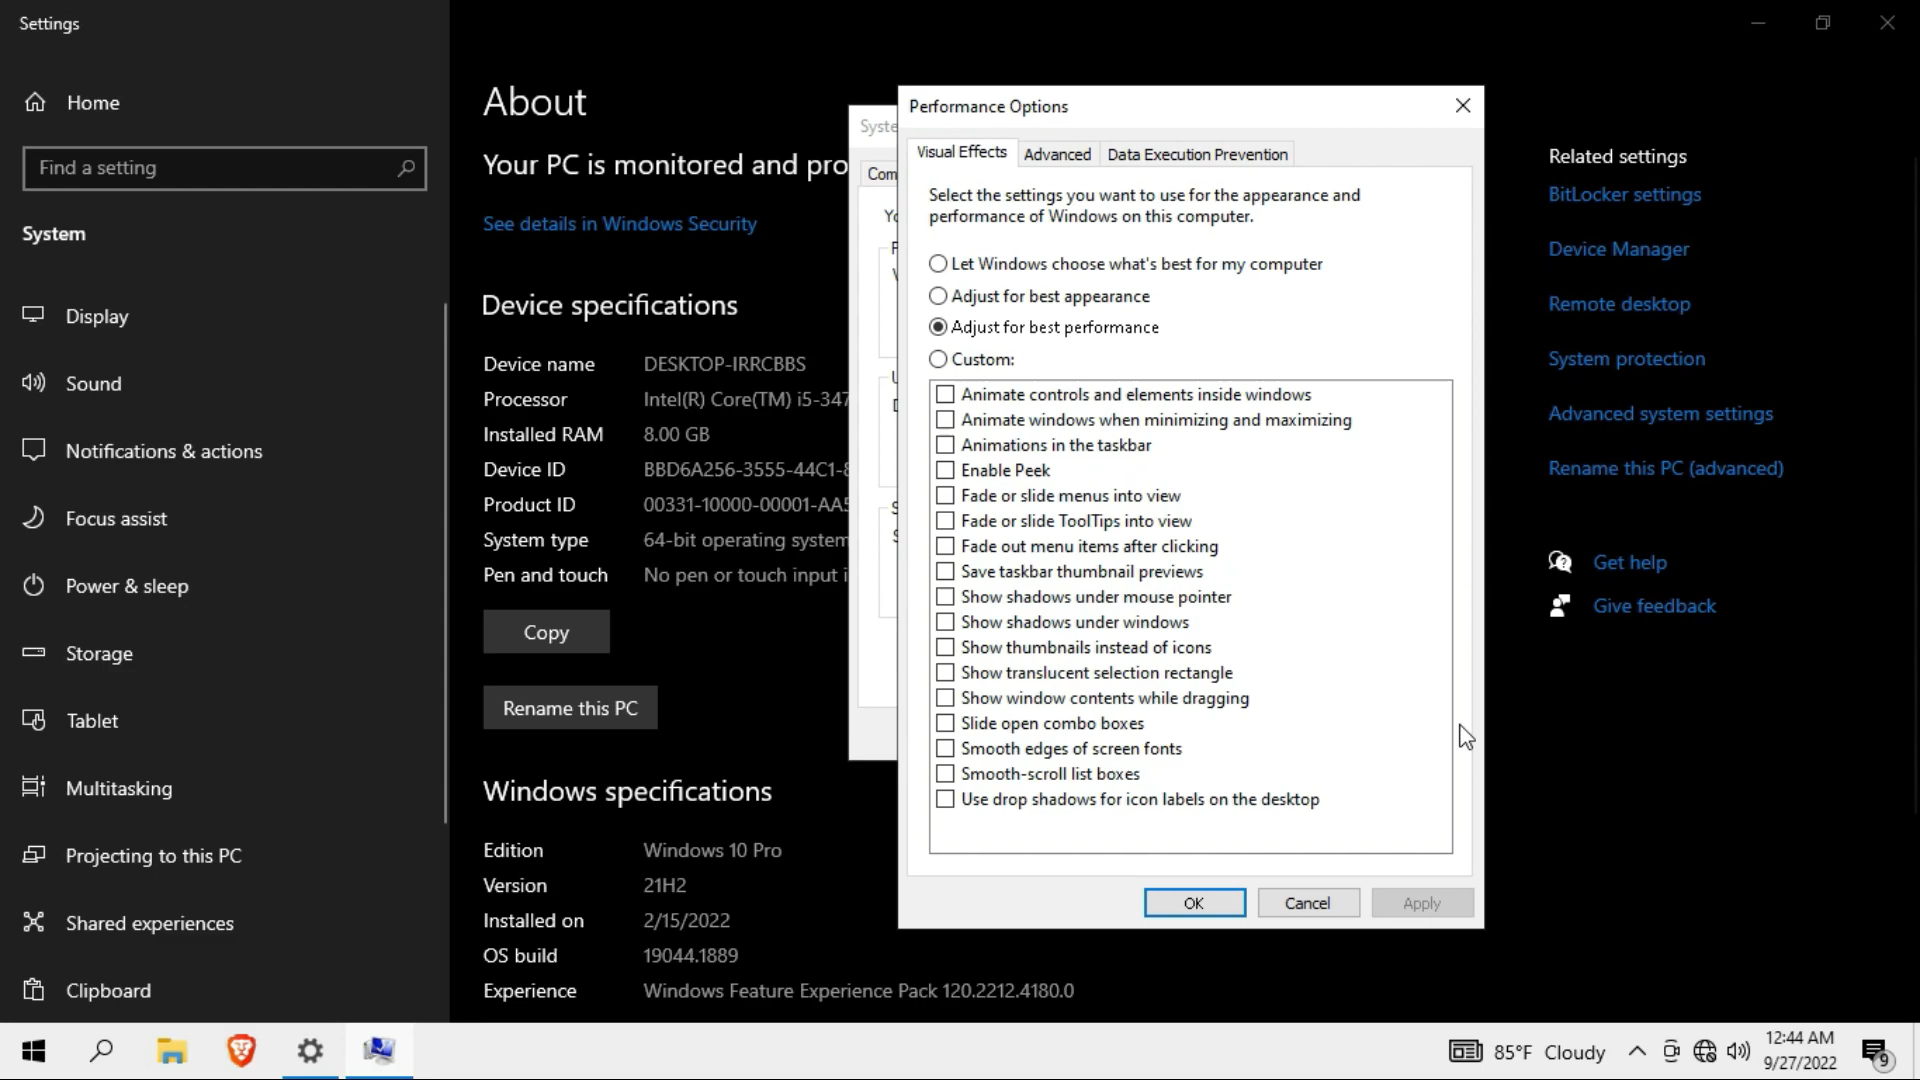 Settings
Home
Find a setting
System
Display
Sound
Notifications & actions
Focus assist
Power & sleep
Storage
Tablet
Multitasking
Projecting to this PC
Shared experiences
Clipboard
About
Your PC is monitored and pro
See details in Windows Security
Device specifications
Device name DESKTOP-IRRCBBS
Processor Intel(R) Core(TM) i5-347
Installed RAM 8.00 GB
Device ID BBD6A256-3555-44C1-
Product ID 00331-10000-00001-AA5
System type 64-bit operating system
Pen and touch No pen or touch input i
Copy
Rename this PC
Windows specifications
Edition Windows 10 Pro
Version 21H2
Installed on 2/15/2022
OS build 19044.1889
Experience Windows Feature Experience Pack 120.2212.4180.0
Syste
Com
Yo
Performance Options
Visual Effects Advanced Data Execution Prevention
Select the settings you want to use for the appearance and
performance of Windows on this computer.
Let Windows choose what's best for my computer
Adjust for best appearance
Adjust for best performance
Custom:
Animate controls and elements inside windows
Animate windows when minimizing and maximizing
Animations in the taskbar
Enable Peek
Fade or slide menus into view
Fade or slide ToolTips into view
Fade out menu items after clicking
Save taskbar thumbnail previews
Show shadows under mouse pointer
Show shadows under windows
Show thumbnails instead of icons
Show translucent selection rectangle
Show window contents while dragging
Slide open combo boxes
Smooth edges of screen fonts
Smooth-scroll list boxes
Use drop shadows for icon labels on the desktop
OK Cancel Apply
Related settings
BitLocker settings
Device Manager
Remote desktop
System protection
Advanced system settings
Rename this PC (advanced)
Get help
Give feedback
85°F Cloudy
12:44 AM
9/27/2022
9